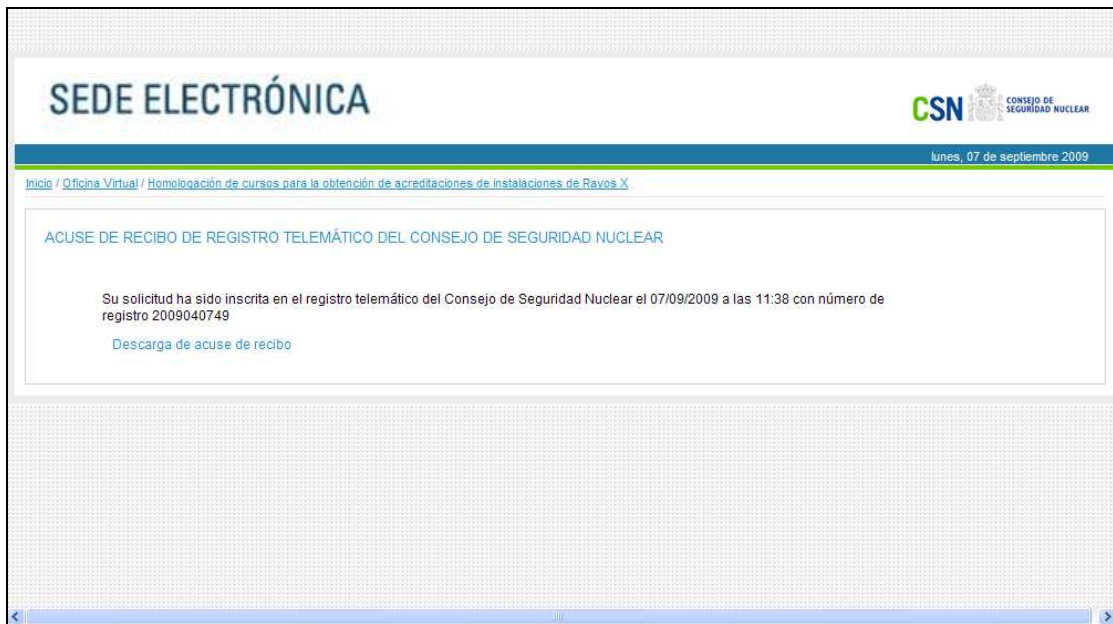 SEDE ELECTRÓNICA
CSN
CONSEJO DE
SEGURIDAD NUCLEAR
lunes, 07 de septiembre 2009
Inicio / Oficina Virtual / Homologación de cursos para la obtención de acreditaciones de instalaciones de Rayos X
ACUSE DE RECIBO DE REGISTRO TELEMÁTICO DEL CONSEJO DE SEGURIDAD NUCLEAR
Su solicitud ha sido inscrita en el registro telemático del Consejo de Seguridad Nuclear el 07/09/2009 a las 11:38 con número de
registro 2009040749
Descarga de acuse de recibo